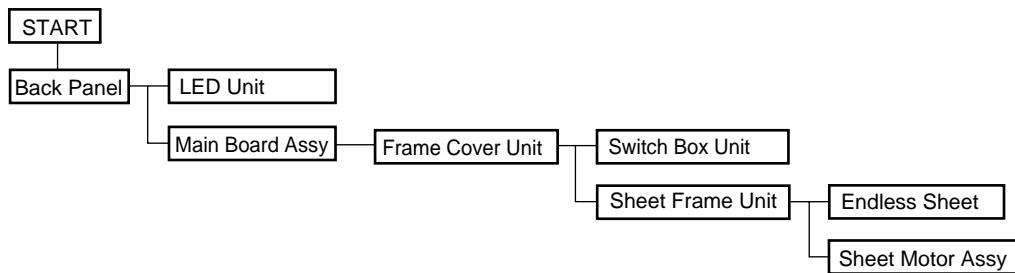 START
Back Panel
LED Unit
Main Board Assy
Frame Cover Unit
Switch Box Unit
Sheet Frame Unit
Endless Sheet
Sheet Motor Assy